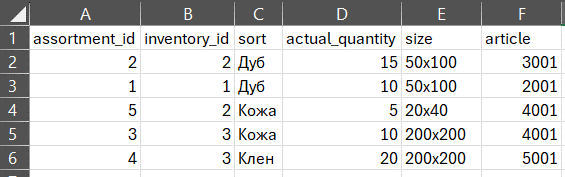 A B C D E F
1 assortment_id inventory_id sort actual_quantity size article
2 2 2 Дуб 15 50x100 3001
3 1 1 Дуб 10 50x100 2001
4 5 2 Кожа 5 20x40 4001
5 3 3 Кожа 10 200x200 4001
6 4 3 Клен 20 200x200 5001